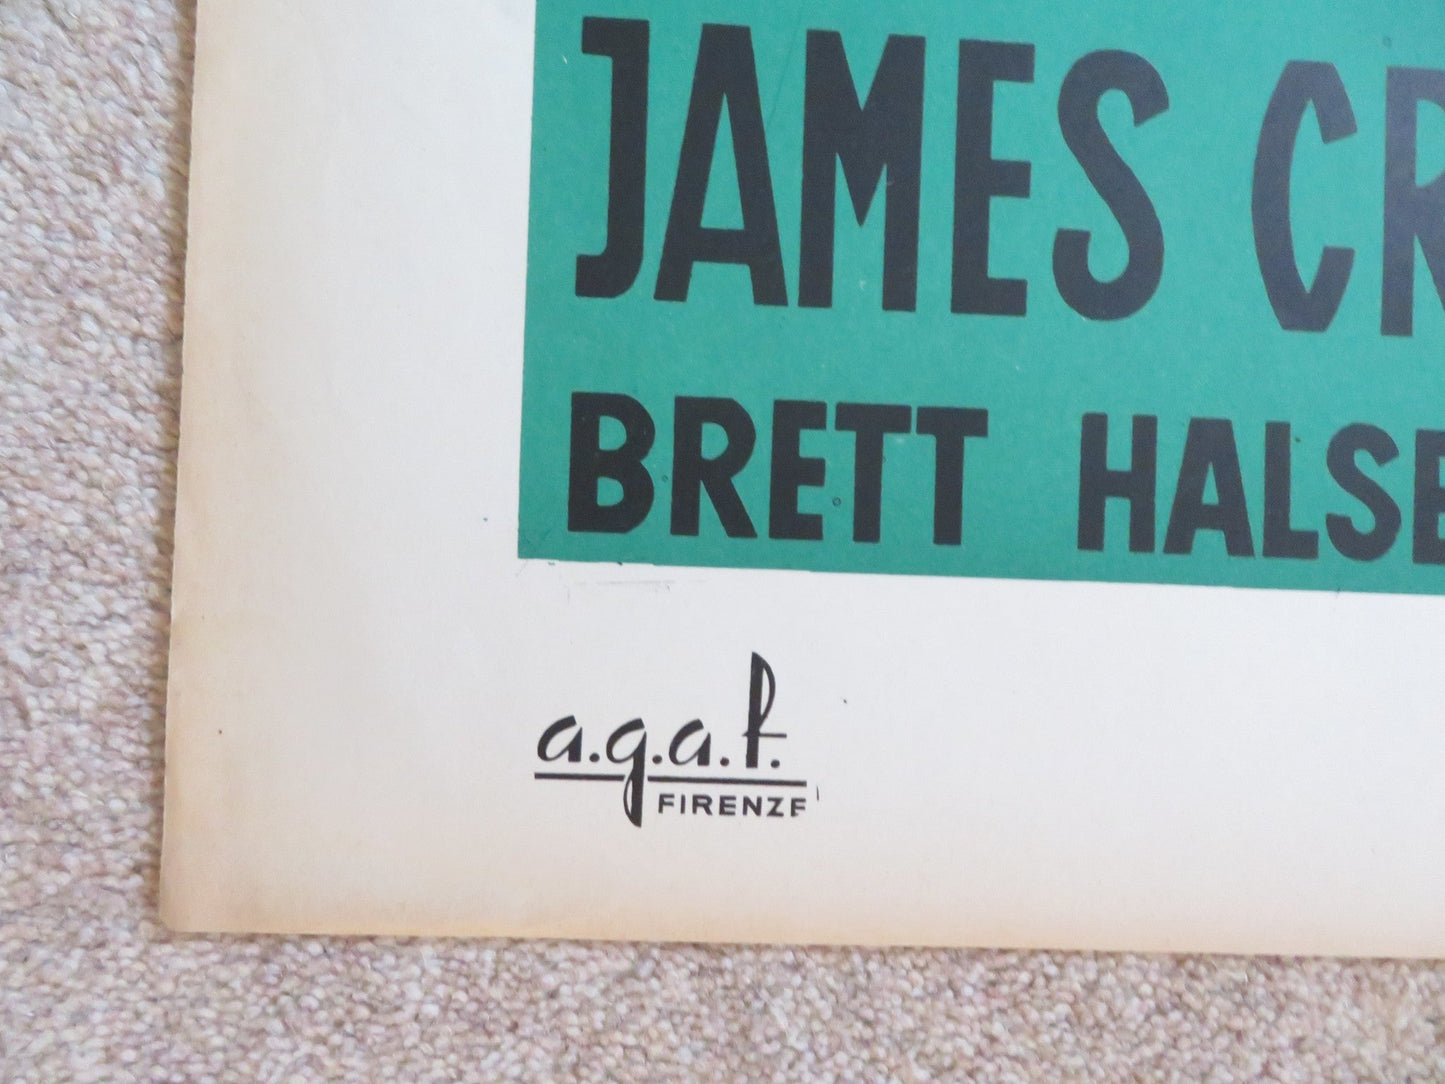 JAMES CR
BRETT HALSE
a.g.a.f.
FIRENZE